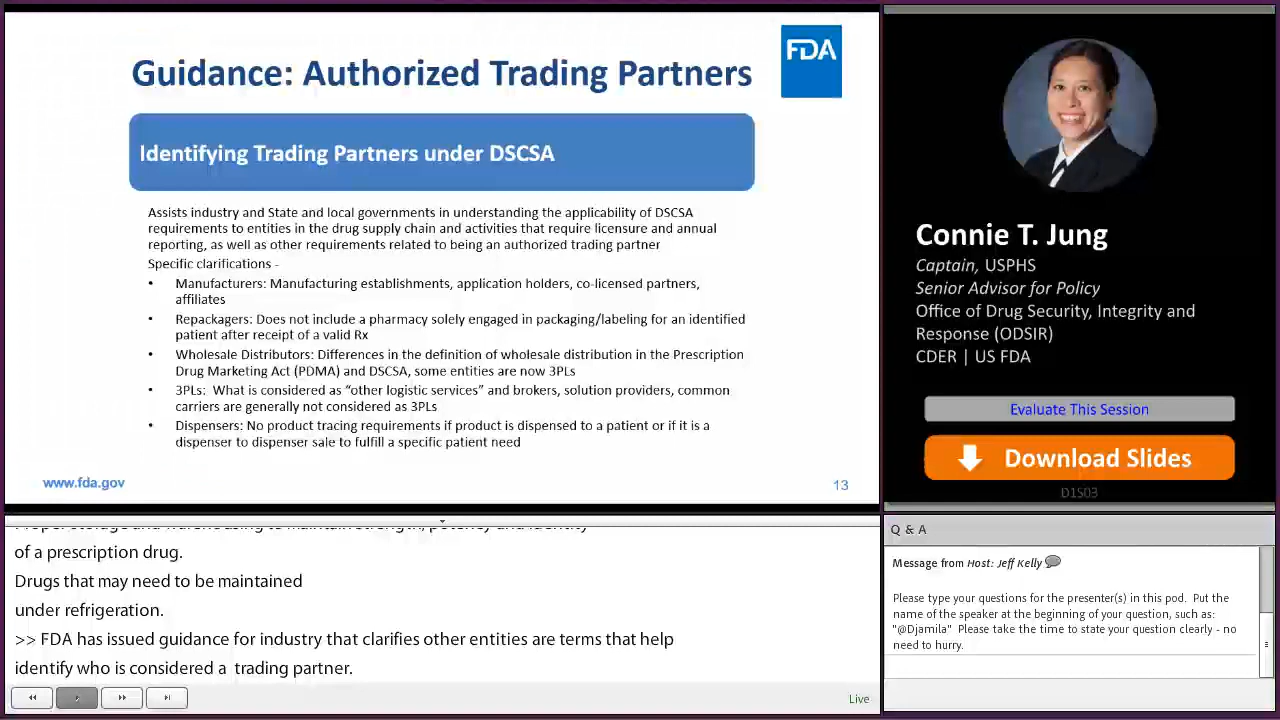 Guidance: Authorized Trading Partners
FDA
Identifying Trading Partners under DSCSA
Assists industry and State and local governments in understanding the applicability of DSCSA
requirements to entities in the drug supply chain and activities that require licensure and annual
reporting, as well as other requirements related to being an authorized trading partner
Specific clarifications -
• Manufacturers: Manufacturing establishments, application holders, co-licensed partners,
affiliates
• Repackagers: Does not include a pharmacy solely engaged in packaging/labeling for an identified
patient after receipt of a valid Rx
• Wholesale Distributors: Differences in the definition of wholesale distribution in the Prescription
Drug Marketing Act (PDMA) and DSCSA, some entities are now 3PLs
• 3PLs: What is considered as “other logistic services” and brokers, solution providers, common
carriers are generally not considered as 3PLs
• Dispensers: No product tracing requirements if product is dispensed to a patient or if it is a
dispenser to dispenser sale to fulfill a specific patient need
www.fda.gov
13
Connie T. Jung
Captain, USPHS
Senior Advisor for Policy
Office of Drug Security, Integrity and
Response (ODSIR)
CDER | US FDA
Evaluate This Session
Download Slides
D1S03
Proper storage and warehousing to maintain strength, potency and identity
of a prescription drug.
Drugs that may need to be maintained
under refrigeration.
>> FDA has issued guidance for industry that clarifies other entities are terms that help
identify who is considered a  trading partner.
Live
Q & A
Message from Host: Jeff Kelly
Please type your questions for the presenter(s) in this pod.  Put the
name of the speaker at the beginning of your question, such as:
"@Djamila"  Please take the time to state your question clearly - no
need to hurry.